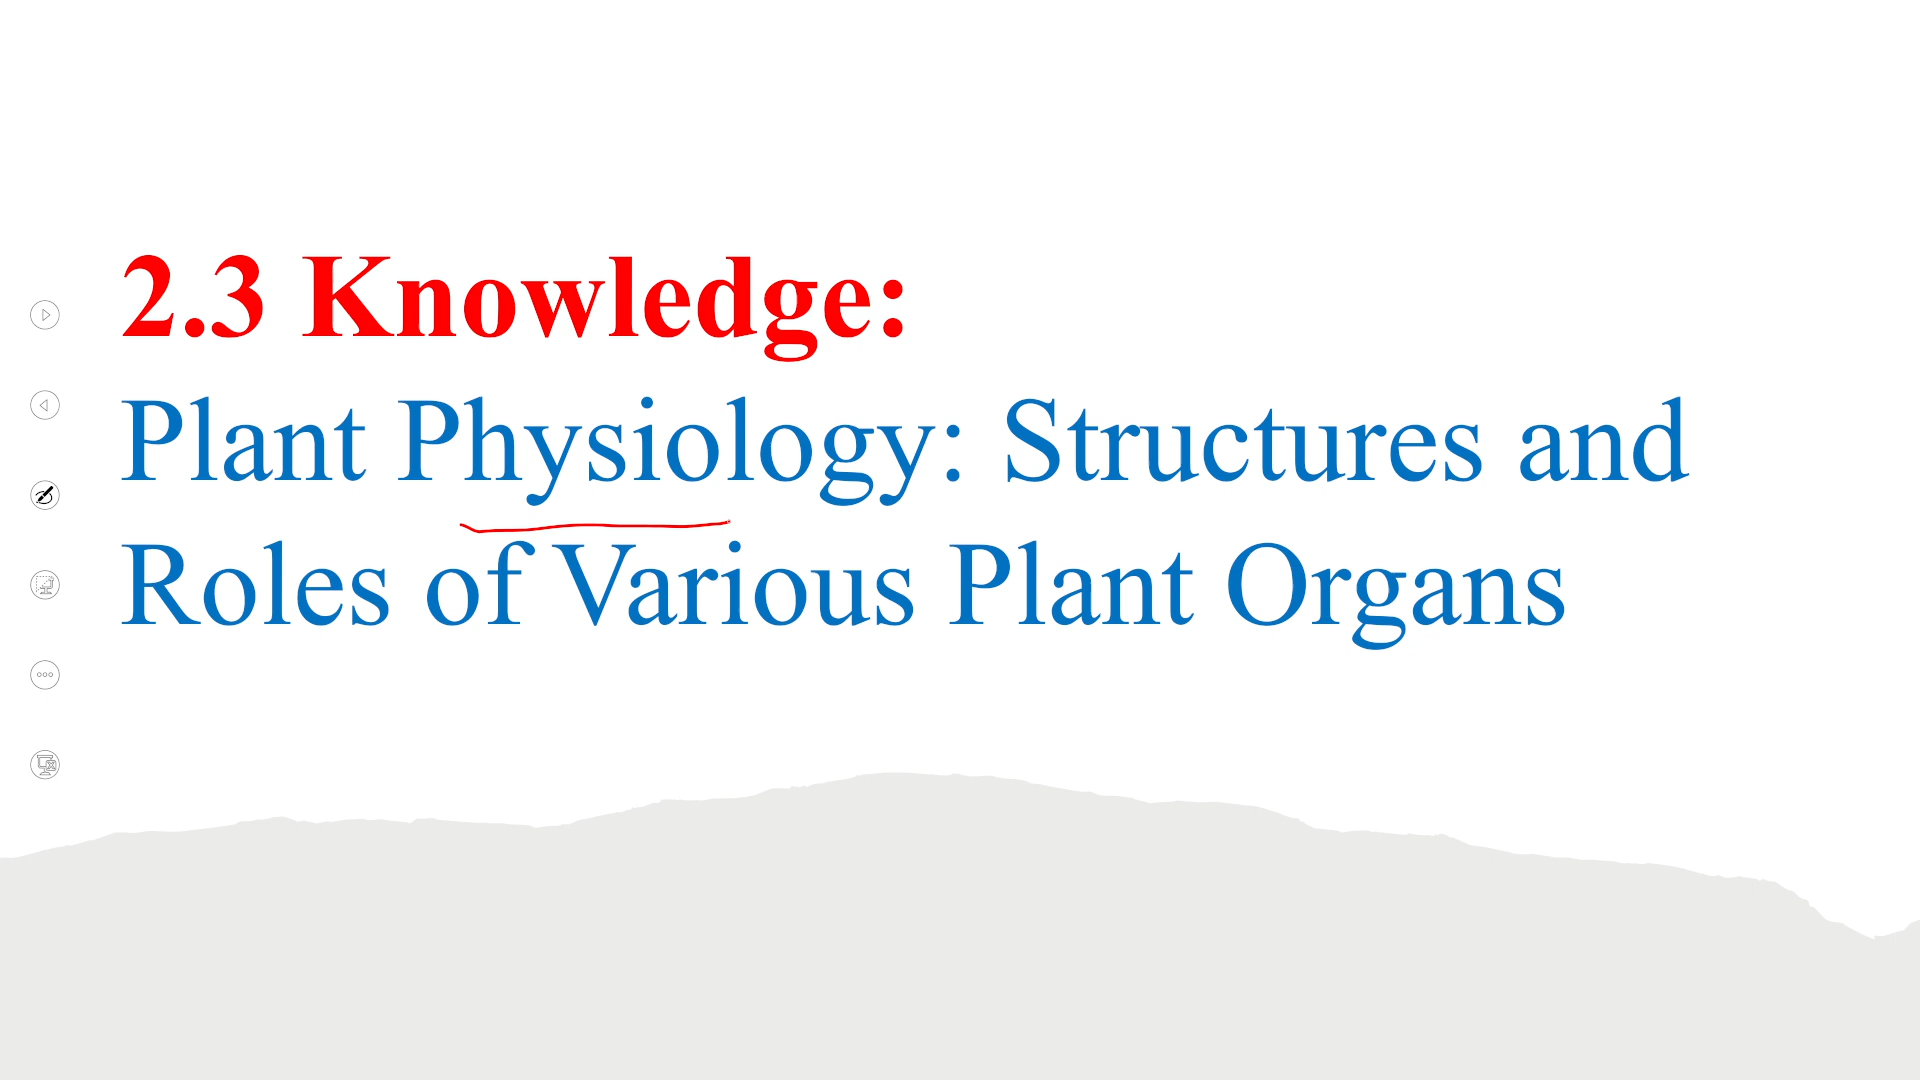 2.3 Knowledge:
Plant Physiology: Structures and
Roles of Various Plant Organs